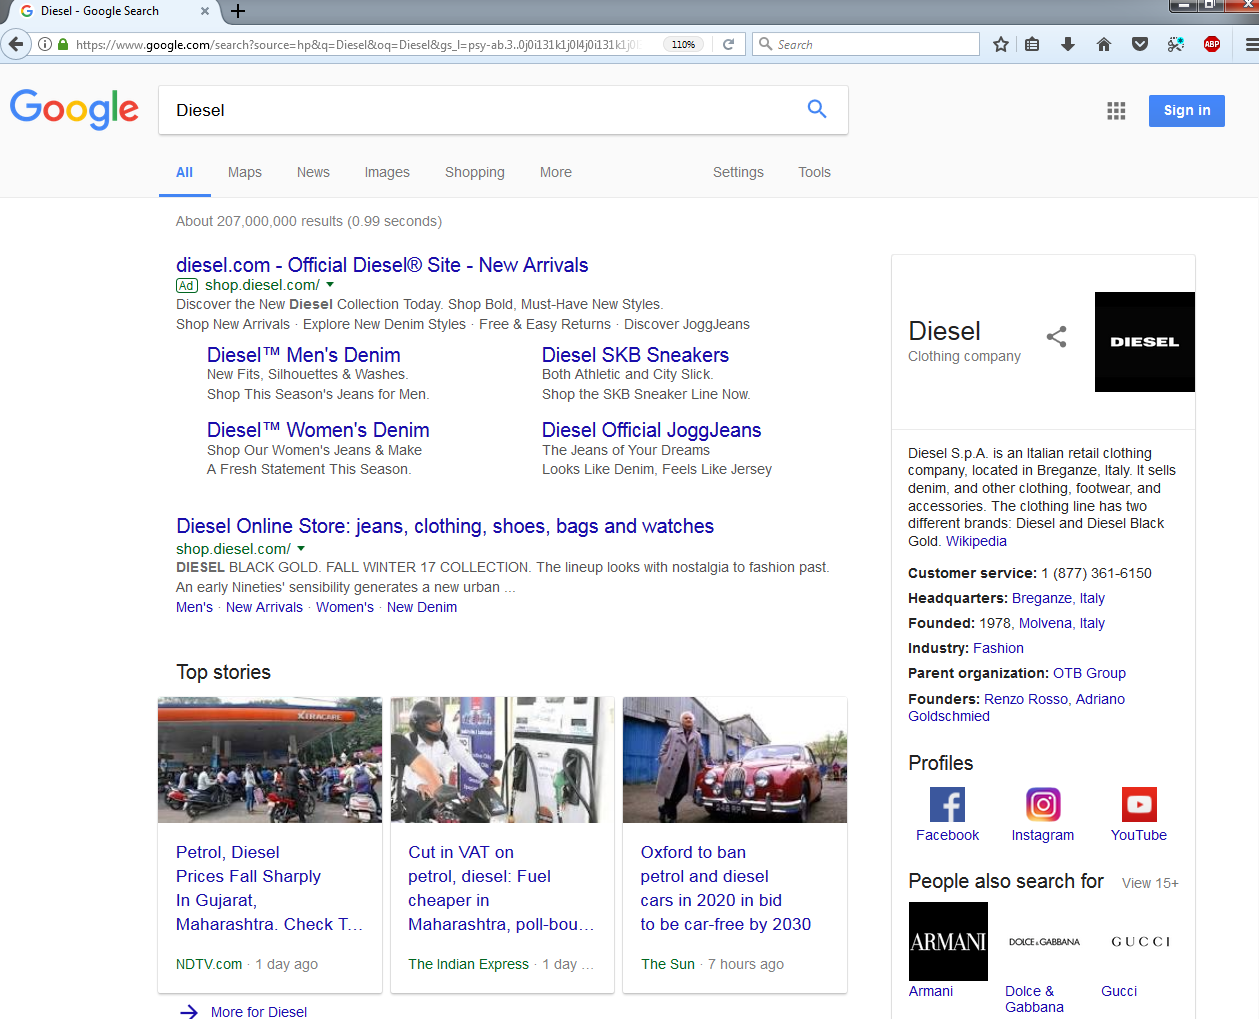 Diesel - Google Search
https://www.google.com/search?source=hp&q=Diesel&oq=Diesel&gs_l=psy-ab.3..0j0i131k1j0l4j0i131k1j0l
110%
Search
ABP
Google
Diesel
Sign in
All
Maps
News
Images
Shopping
More
Settings
Tools
About 207,000,000 results (0.99 seconds)
diesel.com - Official Diesel® Site - New Arrivals
Ad shop.diesel.com/
Discover the New Diesel Collection Today. Shop Bold, Must-Have New Styles.
Shop New Arrivals · Explore New Denim Styles · Free & Easy Returns · Discover JoggJeans
Diesel™ Men's Denim
New Fits, Silhouettes & Washes.
Shop This Season's Jeans for Men.
Diesel SKB Sneakers
Both Athletic and City Slick.
Shop the SKB Sneaker Line Now.
Diesel™ Women's Denim
Shop Our Women's Jeans & Make
A Fresh Statement This Season.
Diesel Official JoggJeans
The Jeans of Your Dreams
Looks Like Denim, Feels Like Jersey
Diesel Online Store: jeans, clothing, shoes, bags and watches
shop.diesel.com/
DIESEL BLACK GOLD. FALL WINTER 17 COLLECTION. The lineup looks with nostalgia to fashion past.
An early Nineties' sensibility generates a new urban ...
Men's · New Arrivals · Women's · New Denim
Top stories
XTRACARE
Petrol, Diesel
Prices Fall Sharply
In Gujarat,
Maharashtra. Check T...
NDTV.com · 1 day ago
Cut in VAT on
petrol, diesel: Fuel
cheaper in
Maharashtra, poll-bou...
The Indian Express · 1 day ...
Oxford to ban
petrol and diesel
cars in 2020 in bid
to be car-free by 2030
The Sun · 7 hours ago
More for Diesel
Diesel
Clothing company
DIESEL
Diesel S.p.A. is an Italian retail clothing
company, located in Breganze, Italy. It sells
denim, and other clothing, footwear, and
accessories. The clothing line has two
different brands: Diesel and Diesel Black
Gold. Wikipedia
Customer service: 1 (877) 361-6150
Headquarters: Breganze, Italy
Founded: 1978, Molvena, Italy
Industry: Fashion
Parent organization: OTB Group
Founders: Renzo Rosso, Adriano
Goldschmied
Profiles
Facebook
Instagram
YouTube
People also search for
View 15+
ARMANI
DOLCE & GABBANA
GUCCI
Armani
Dolce &
Gabbana
Gucci